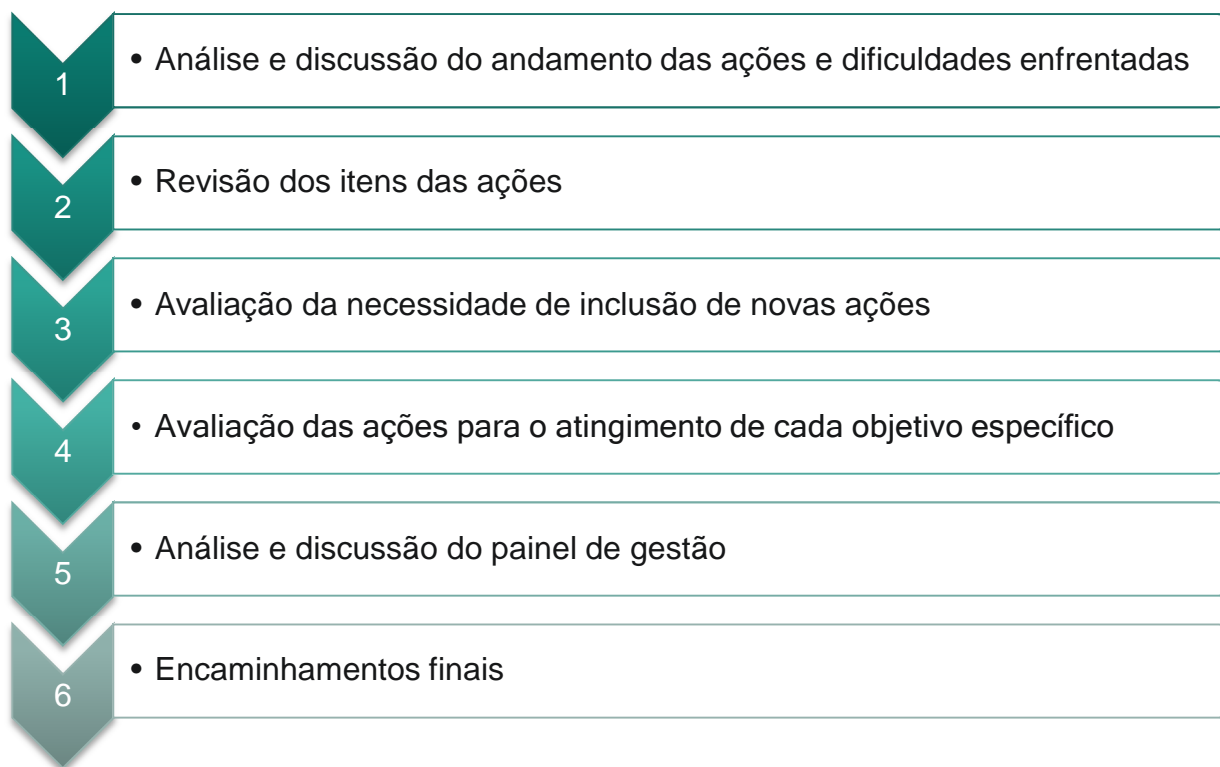 1
• Análise e discussão do andamento das ações e dificuldades enfrentadas
2
• Revisão dos itens das ações
3
• Avaliação da necessidade de inclusão de novas ações
4
• Avaliação das ações para o atingimento de cada objetivo específico
5
• Análise e discussão do painel de gestão
6
• Encaminhamentos finais